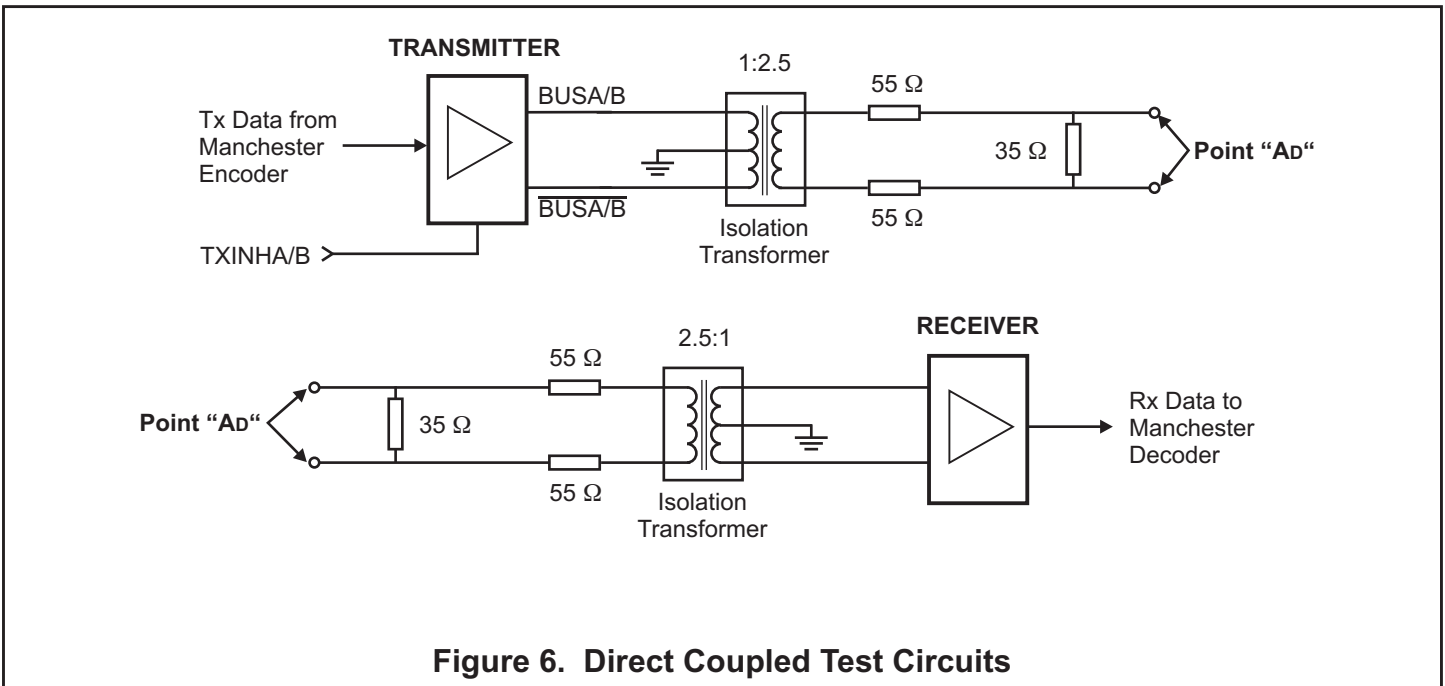 TRANSMITTER
1:2.5
BUSA/B
55 Ω
Tx Data from
Manchester
Encoder
35 Ω
Point “AD“
BUSA/B
55 Ω
Isolation
Transformer
TXINHA/B
RECEIVER
2.5:1
55 Ω
Point “AD“
35 Ω
Rx Data to
Manchester
Decoder
55 Ω
Isolation
Transformer
Figure 6. Direct Coupled Test Circuits